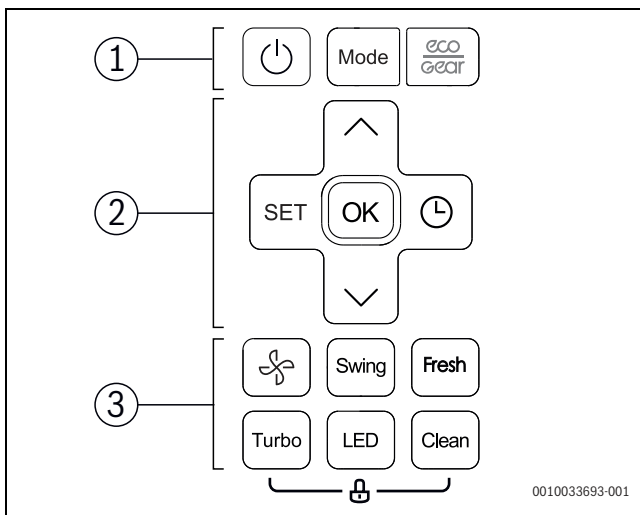 1
Mode
eco
Gear
2
SET
OK
3
Swing
Fresh
Turbo
LED
Clean
0010033693-001